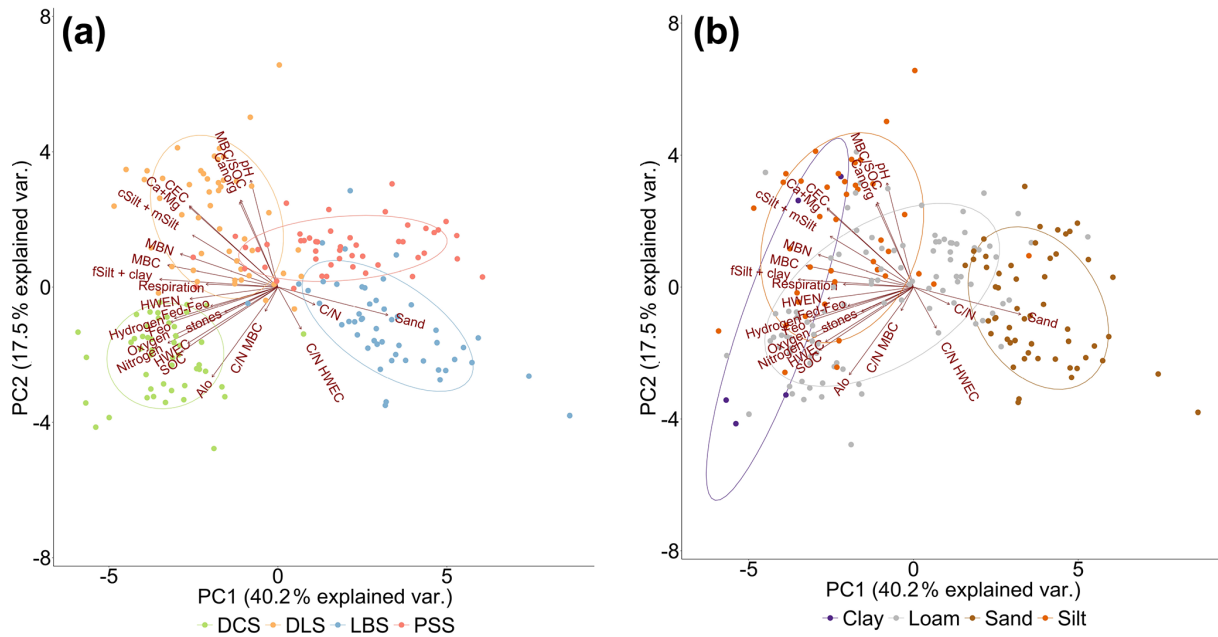 (a)
8
4
0
-4
-8
PC2 (17.5 % explained var.)
MBC/SOC
pH
Canorg
CEC
Ca+Mg
cSilt + mSilt
MBN
MBC
fSilt + clay
Respiration
HWEN
Fed-Feo
Hydrogen
Feo
stones
Oxygen
Nitrogen
HWEC
SOC
Alo
C/N MBC
C/N HWEC
C/N
Sand
-5
0
5
PC1 (40.2 % explained var.)
DCS DLS LBS PSS
(b)
8
4
0
-4
-8
PC2 (17.5 % explained var.)
MBC/SOC
pH
Canorg
CEC
Ca+Mg
cSilt + mSilt
MBN
MBC
fSilt + clay
Respiration
HWEN
Fed-Feo
Hydrogen
Feo
stones
Oxygen
Nitrogen
HWEC
SOC
Alo
C/N MBC
C/N HWEC
C/N
Sand
-5
0
5
PC1 (40.2 % explained var.)
Clay Loam Sand Silt